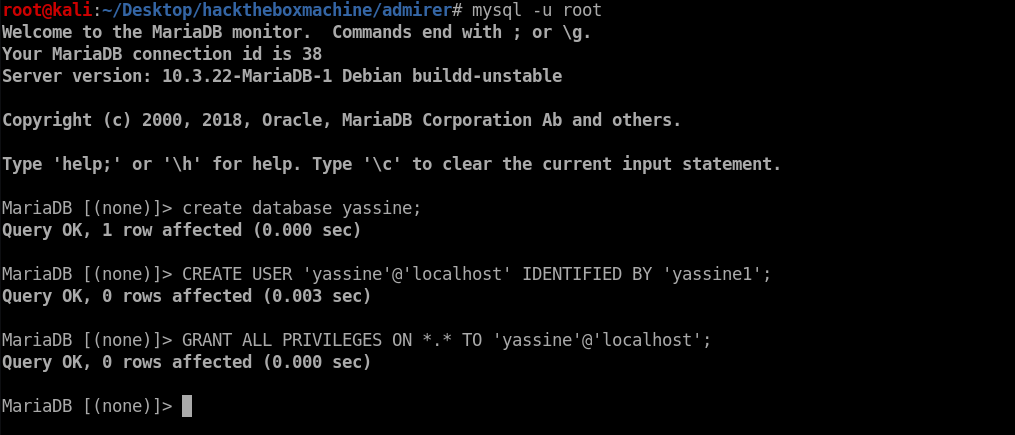 root@kali:~/Desktop/hacktheboxmachine/admirer# mysql -u root
Welcome to the MariaDB monitor.  Commands end with ; or \g.
Your MariaDB connection id is 38
Server version: 10.3.22-MariaDB-1 Debian buildd-unstable
Copyright (c) 2000, 2018, Oracle, MariaDB Corporation Ab and others.
Type 'help;' or '\h' for help. Type '\c' to clear the current input statement.
MariaDB [(none)]> create database yassine;
Query OK, 1 row affected (0.000 sec)
MariaDB [(none)]> CREATE USER 'yassine'@'localhost' IDENTIFIED BY 'yassine1';
Query OK, 0 rows affected (0.003 sec)
MariaDB [(none)]> GRANT ALL PRIVILEGES ON *.* TO 'yassine'@'localhost';
Query OK, 0 rows affected (0.000 sec)
MariaDB [(none)]>